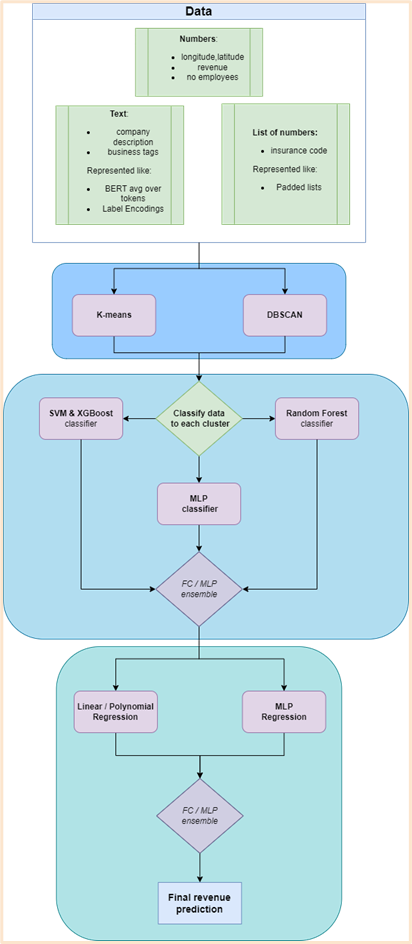 Data
Numbers:
longitude,latitude
revenue
no employees
Text:
company
description
business tags
Represented like:
BERT avg over
tokens
Label Encodings
List of numbers:
insurance code
Represented like:
Padded lists
K-means
DBSCAN
SVM & XGBoost
classifier
Classify data
to each cluster
Random Forest
classifier
MLP
classifier
FC / MLP
ensemble
Linear / Polynomial
Regression
MLP
Regression
FC / MLP
ensemble
Final revenue
prediction